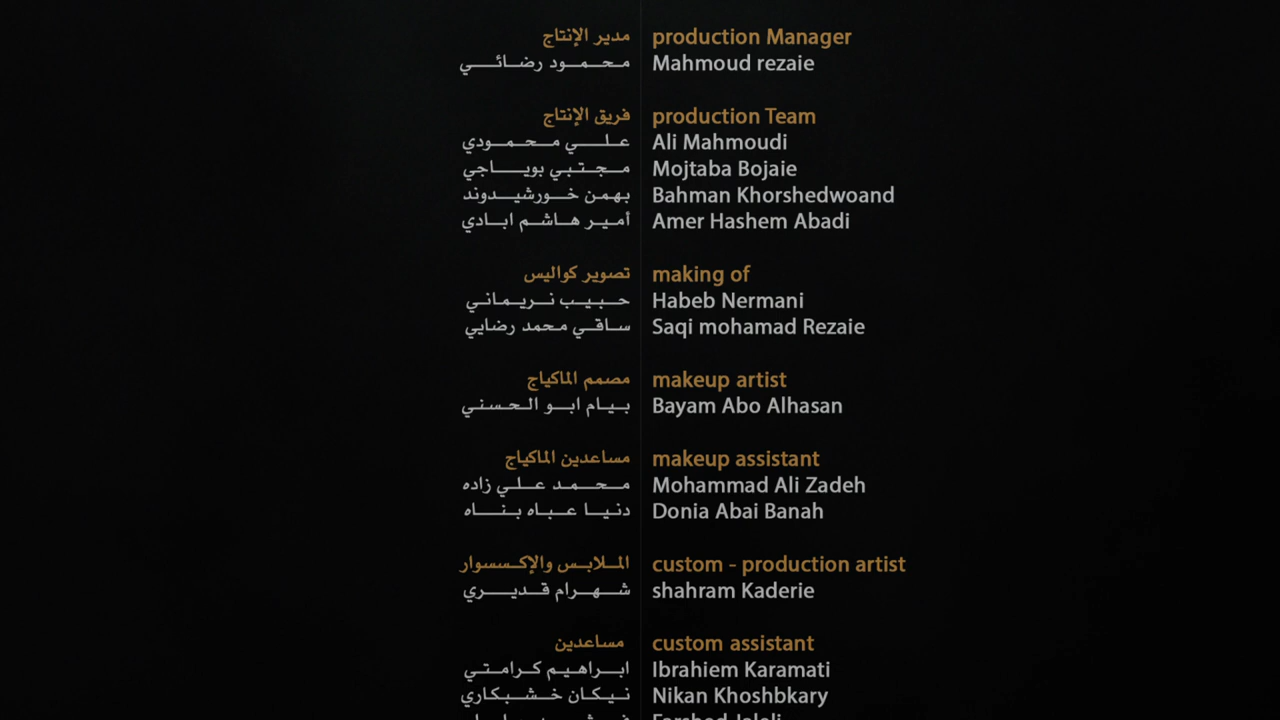 مدير الإنتاج production Manager
محمود رضائي Mahmoud rezaie
فريق الإنتاج production Team
علي محمودي Ali Mahmoudi
مجتبي بوياجي Mojtaba Bojaie
بهمن خورشيدوند Bahman Khorshedwoand
أمير هاشم ابادي Amer Hashem Abadi
تصوير كواليس making of
حبيب نريماني Habeb Nermani
ساقي محمد رضايي Saqi mohamad Rezaie
مصمم الماكياج makeup artist
بيام ابو الحسني Bayam Abo Alhasan
مساعدين الماكياج makeup assistant
محمد علي زاده Mohammad Ali Zadeh
دنيا عباه بناه Donia Abai Banah
الملابس والإكسسوار custom - production artist
شهرام قديري shahram Kaderie
مساعدين custom assistant
ابراهيم كرامتي Ibrahiem Karamati
نيكان خشبكاري Nikan Khoshbkary